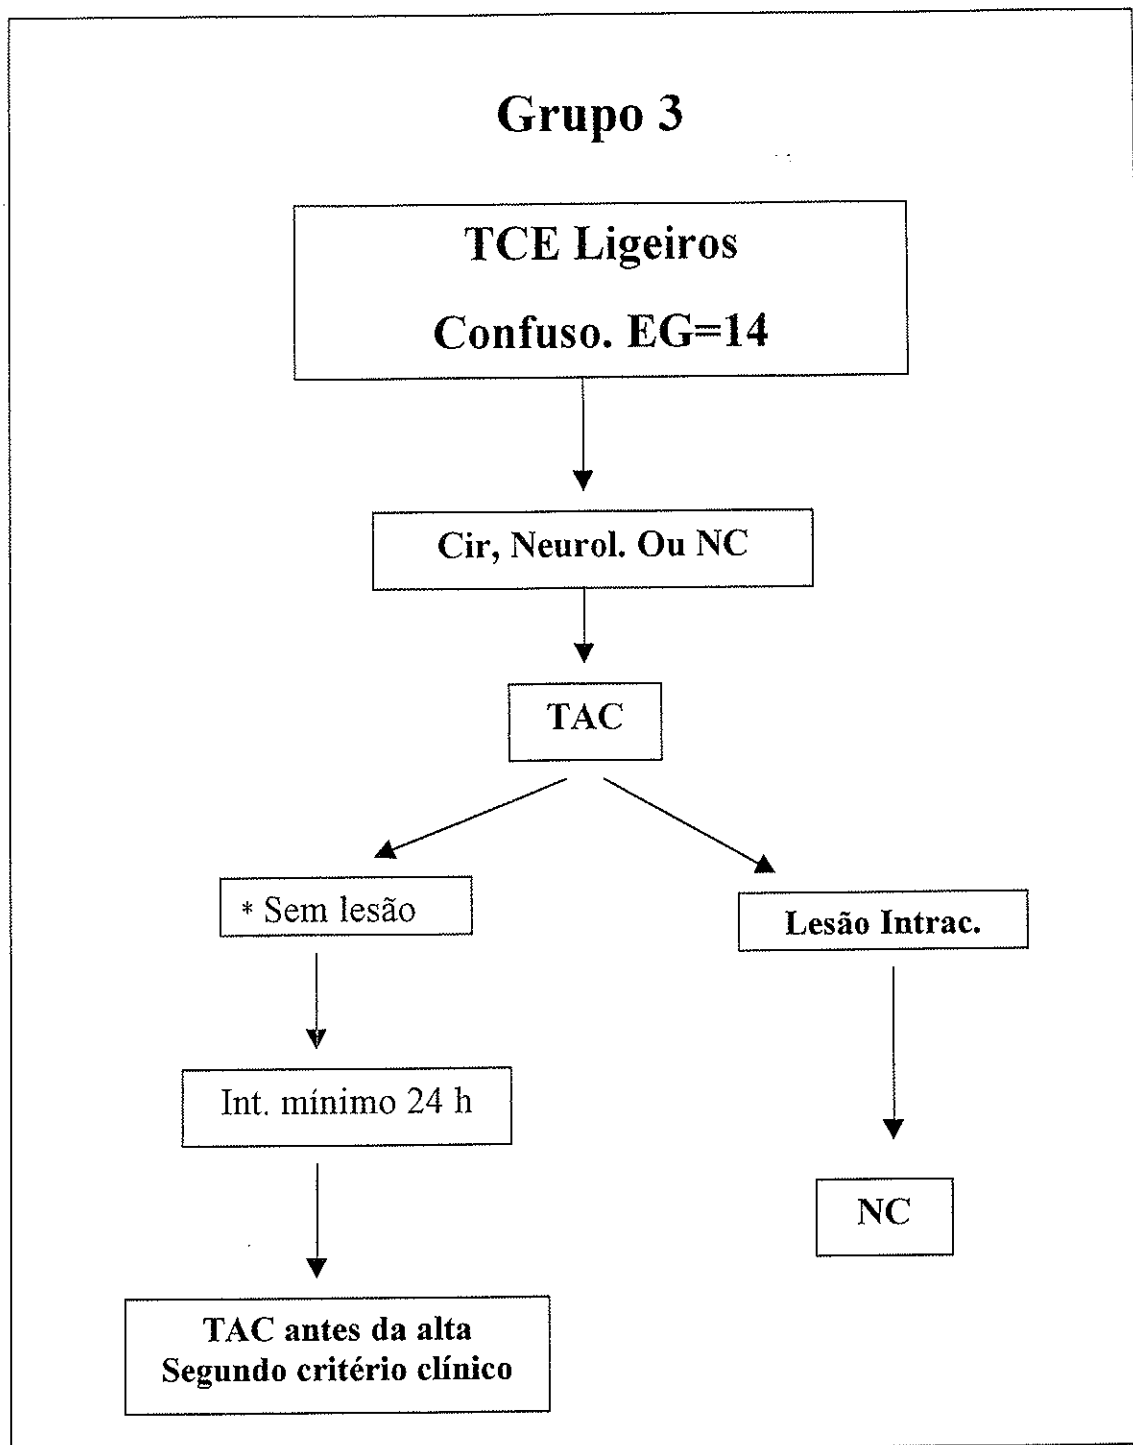 Grupo 3
TCE Ligeiros
Confuso. EG=14
Cir, Neurol. Ou NC
TAC
* Sem lesão
Lesão Intrac.
Int. mínimo 24 h
NC
TAC antes da alta
Segundo critério clínico